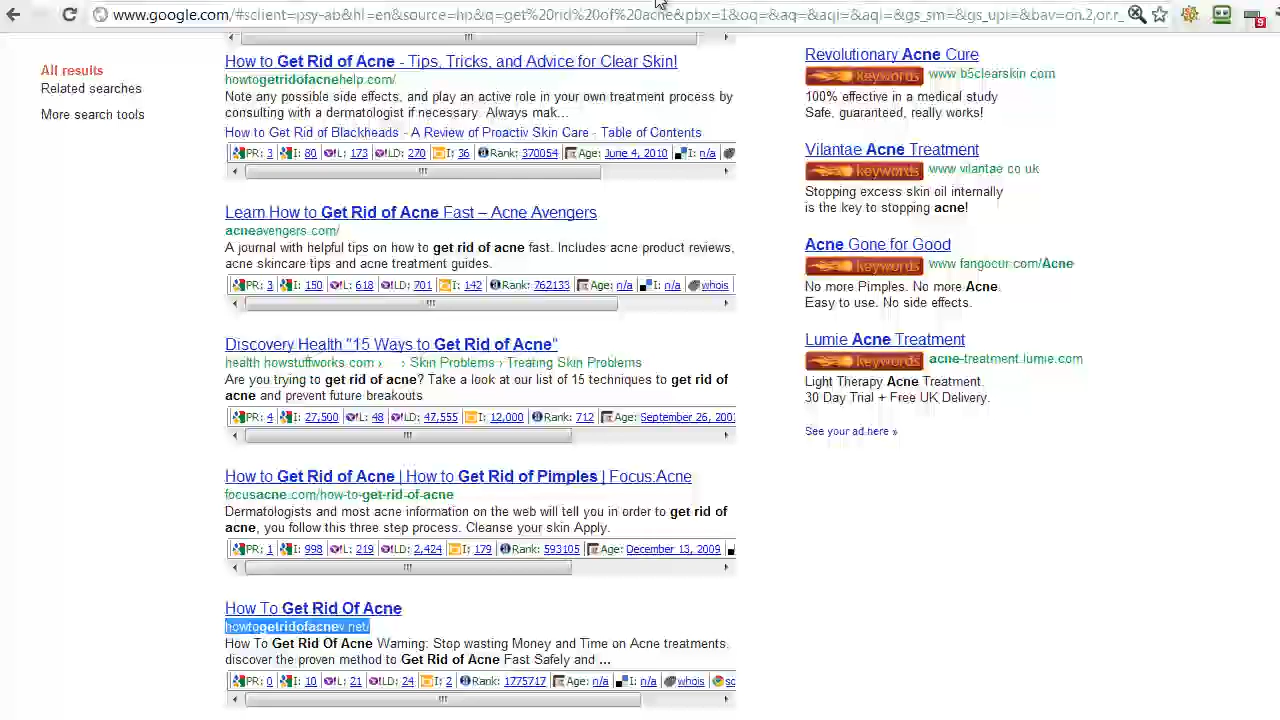 www.google.com/#sclient=psy-ab&hl=en&source=hp&q=get%20rid%20of%20acne&pbx=1&oq=&aq=&aqi=&aql=&gs_sm=&gs_upi=&bav=on.2,or.r_
9
All results
Related searches
More search tools
How to Get Rid of Acne - Tips, Tricks, and Advice for Clear Skin!
howtogetridofacnehelp.com/
Note any possible side effects, and play an active role in your own treatment process by
consulting with a dermatologist if necessary. Always mak...
How to Get Rid of Blackheads - A Review of Proactiv Skin Care - Table of Contents
PR: 3 I: 80 L: 173 LD: 270 I: 36 Rank: 370054 Age: June 4, 2010 I: n/a
Learn How to Get Rid of Acne Fast – Acne Avengers
acneavengers.com/
A journal with helpful tips on how to get rid of acne fast. Includes acne product reviews,
acne skincare tips and acne treatment guides.
PR: 3 I: 150 L: 618 LD: 701 I: 142 Rank: 762133 Age: n/a I: n/a whois
Discovery Health "15 Ways to Get Rid of Acne"
health.howstuffworks.com › › Skin Problems › Treating Skin Problems
Are you trying to get rid of acne? Take a look at our list of 15 techniques to get rid of
acne and prevent future breakouts
PR: 4 I: 27,500 L: 48 LD: 47,555 I: 12,000 Rank: 712 Age: September 26, 200
How to Get Rid of Acne | How to Get Rid of Pimples | Focus:Acne
focusacne.com/how-to-get-rid-of-acne
Dermatologists and most acne information on the web will tell you in order to get rid of
acne, you follow this three step process. Cleanse your skin Apply.
PR: 1 I: 998 L: 219 LD: 2,424 I: 179 Rank: 593105 Age: December 13, 2009
How To Get Rid Of Acne
How To Get Rid Of Acne Warning: Stop wasting Money and Time on Acne treatments.
discover the proven method to Get Rid of Acne Fast Safely and ...
PR: 0 I: 10 L: 21 LD: 24 I: 2 Rank: 1775717 Age: n/a I: n/a whois sc
Revolutionary Acne Cure
keywords www.b5clearskin.com
100% effective in a medical study
Safe, guaranteed, really works!
Vilantae Acne Treatment
keywords www.vilantae.co.uk
Stopping excess skin oil internally
is the key to stopping acne!
Acne Gone for Good
keywords www.fangocur.com/Acne
No more Pimples. No more Acne.
Easy to use. No side effects.
Lumie Acne Treatment
keywords acne-treatment.lumie.com
Light Therapy Acne Treatment.
30 Day Trial + Free UK Delivery.
See your ad here »